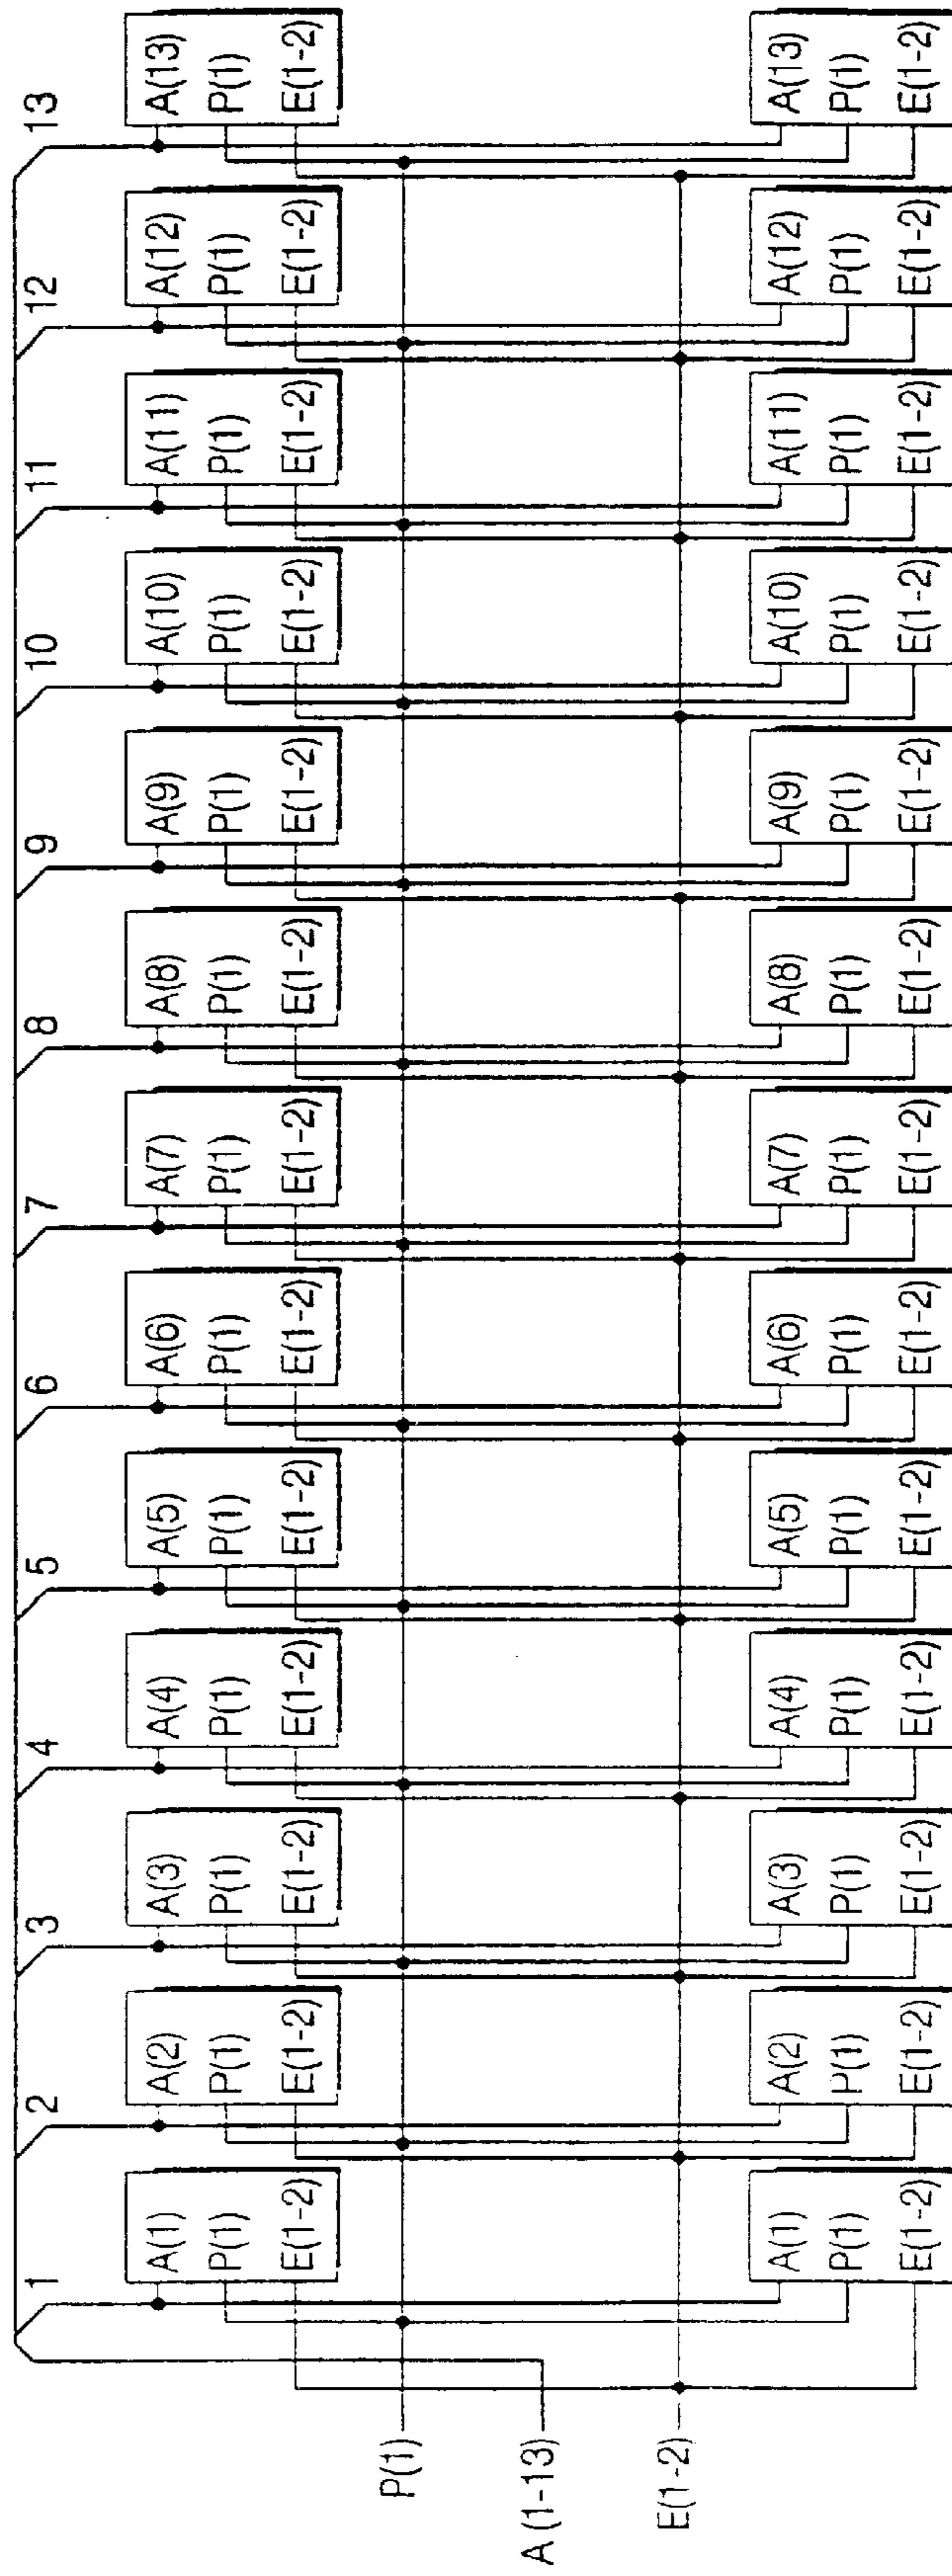 1
2
3
4
5
6
7
8
9
10
11
12
13
A(1)
P(1)
E(1-2)
A(2)
P(1)
E(1-2)
A(3)
P(1)
E(1-2)
A(4)
P(1)
E(1-2)
A(5)
P(1)
E(1-2)
A(6)
P(1)
E(1-2)
A(7)
P(1)
E(1-2)
A(8)
P(1)
E(1-2)
A(9)
P(1)
E(1-2)
A(10)
P(1)
E(1-2)
A(11)
P(1)
E(1-2)
A(12)
P(1)
E(1-2)
A(13)
P(1)
E(1-2)
P(1)
A (1-13)
E(1-2)
A(1)
P(1)
E(1-2)
A(2)
P(1)
E(1-2)
A(3)
P(1)
E(1-2)
A(4)
P(1)
E(1-2)
A(5)
P(1)
E(1-2)
A(6)
P(1)
E(1-2)
A(7)
P(1)
E(1-2)
A(8)
P(1)
E(1-2)
A(9)
P(1)
E(1-2)
A(10)
P(1)
E(1-2)
A(11)
P(1)
E(1-2)
A(12)
P(1)
E(1-2)
A(13)
P(1)
E(1-2)